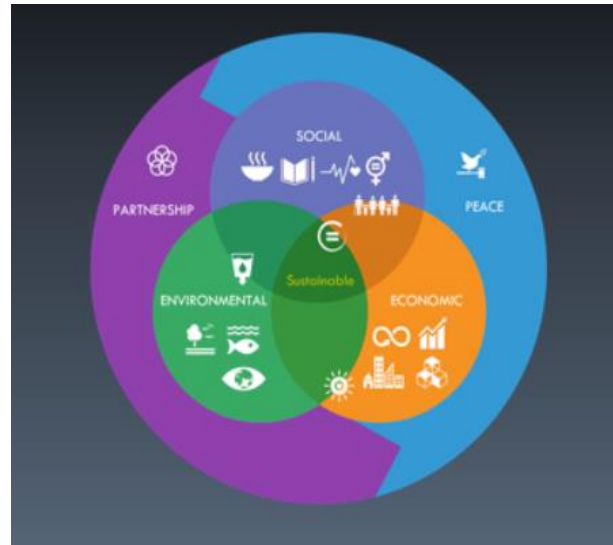 SOCIAL
PARTNERSHIP
PEACE
Sustainable
ENVIRONMENTAL
ECONOMIC